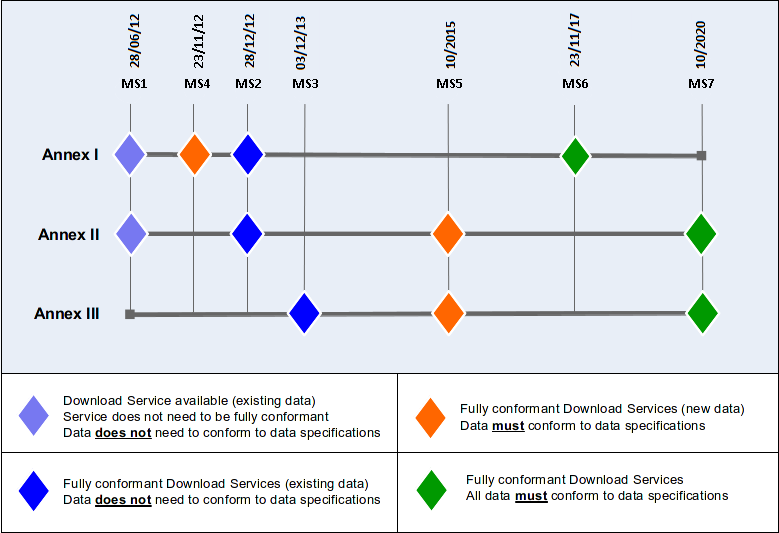 28/06/12 23/11/12 28/12/12 03/12/13 10/2015 23/11/17 10/2020
MS1 MS4 MS2 MS3 MS5 MS6 MS7
Annex I
Annex II
Annex III
Download Service available (existing data)
Service does not need to be fully conformant
Data does not need to conform to data specifications
Fully conformant Download Services (new data)
Data must conform to data specifications
Fully conformant Download Services (existing data)
Data does not need to conform to data specifications
Fully conformant Download Services
All data must conform to data specifications